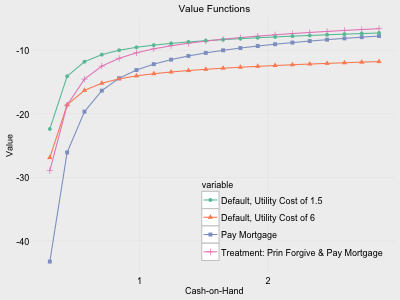 Value Functions
-10
-20
-30
-40
Value
variable
Default, Utility Cost of 1.5
Default, Utility Cost of 6
Pay Mortgage
Treatment: Prin Forgive & Pay Mortgage
1
2
Cash-on-Hand